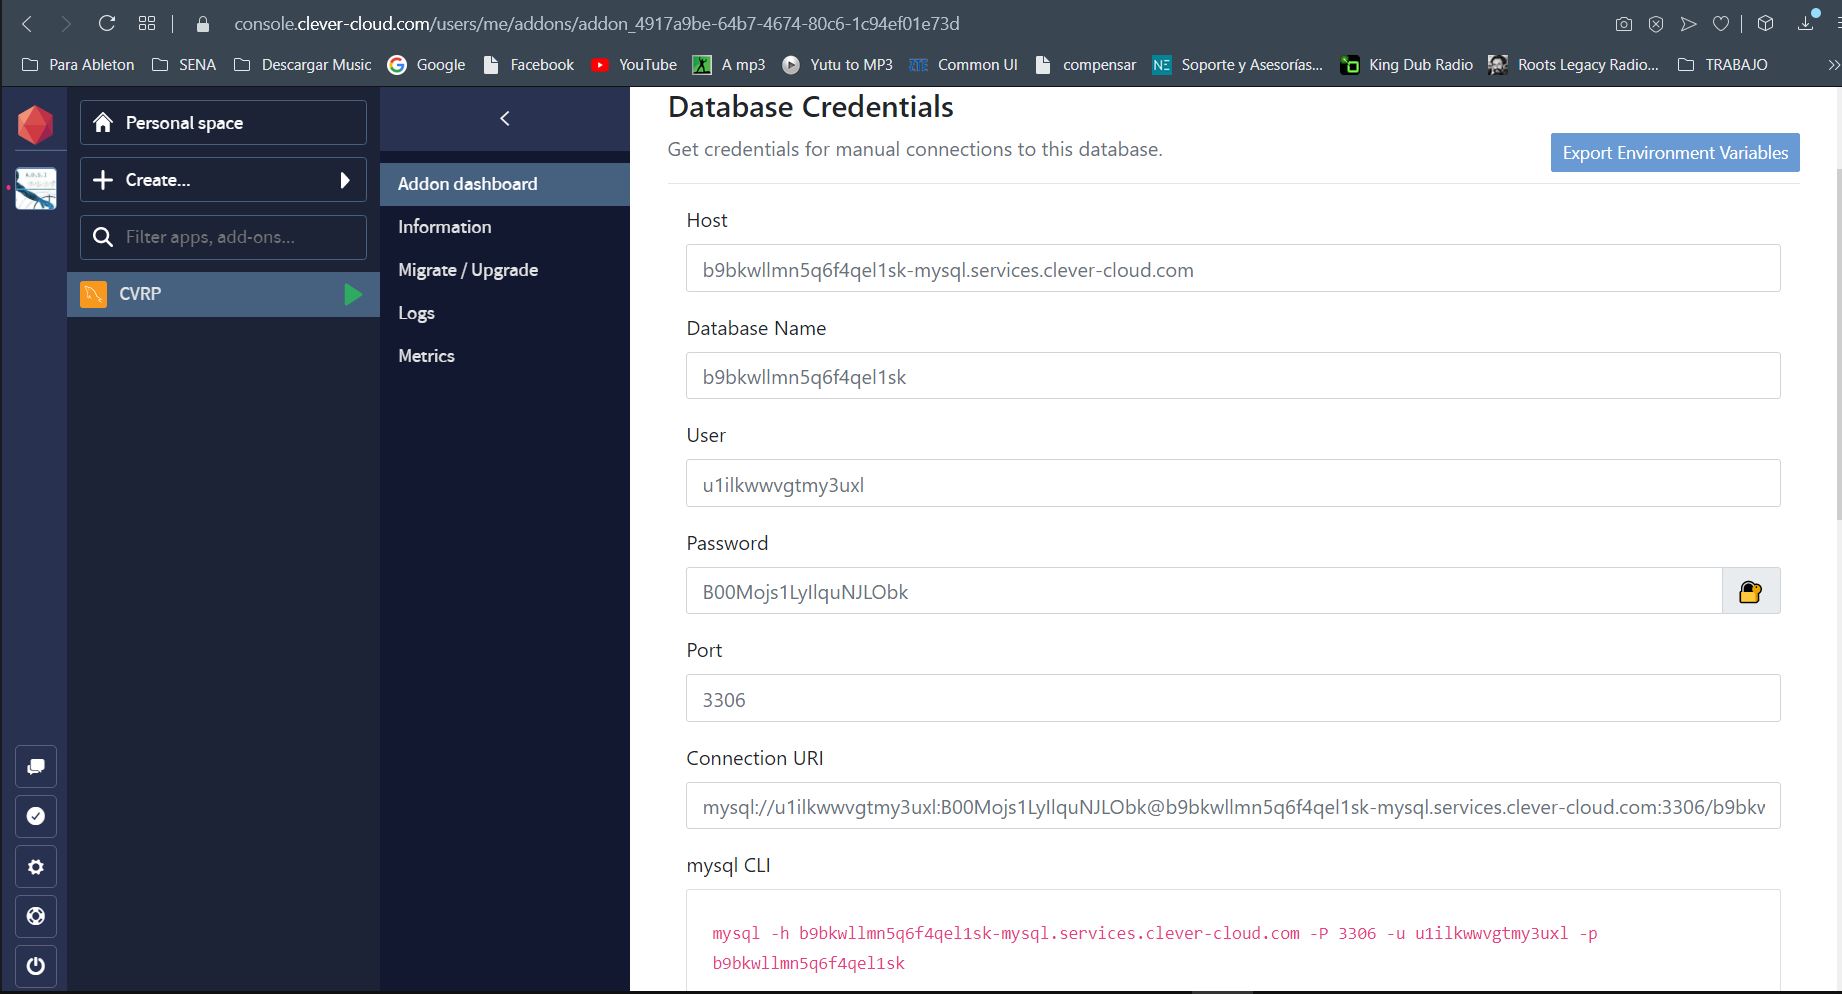 console.clever-cloud.com/users/me/addons/addon_4917a9be-64b7-4674-80c6-1c94ef01e73d
Para Ableton SENA Descargar Music Google Facebook YouTube A mp3 Yutu to MP3 Common UI compensar Soporte y Asesorías... King Dub Radio Roots Legacy Radio... TRABAJO
Personal space
Create...
Filter apps, add-ons...
CVRP
Addon dashboard
Information
Migrate / Upgrade
Logs
Metrics
Database Credentials
Get credentials for manual connections to this database.
Export Environment Variables
Host
b9bkwllmn5q6f4qel1sk-mysql.services.clever-cloud.com
Database Name
b9bkwllmn5q6f4qel1sk
User
u1ilkwwvgtmy3uxl
Password
B00Mojs1LyIlquNJLObk
Port
3306
Connection URI
mysql://u1ilkwwvgtmy3uxl:B00Mojs1LyIlquNJLObk@b9bkwllmn5q6f4qel1sk-mysql.services.clever-cloud.com:3306/b9bkw
mysql CLI
mysql -h b9bkwllmn5q6f4qel1sk-mysql.services.clever-cloud.com -P 3306 -u u1ilkwwvgtmy3uxl -p
b9bkwllmn5q6f4qel1sk